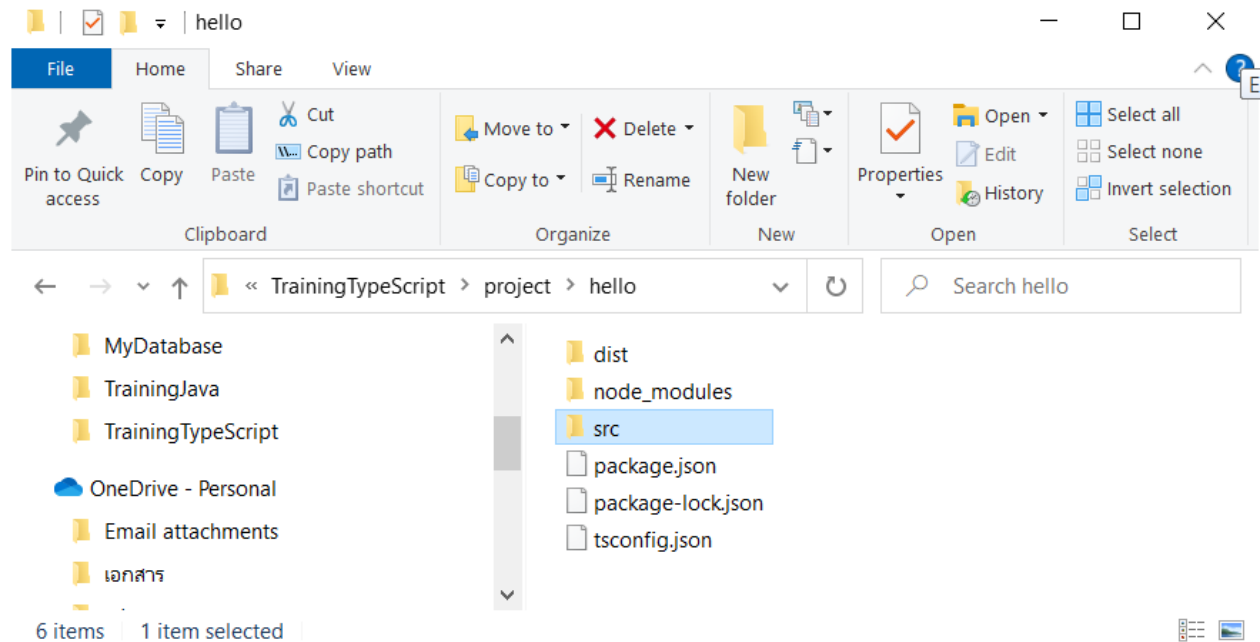 hello
File Home Share View
E
Pin to Quick access
Copy
Paste
Cut
W... Copy path
Paste shortcut
Clipboard
Move to
Copy to
Delete
Rename
Organize
New folder
New
Properties
Open
Edit
History
Open
Select all
Select none
Invert selection
Select
« TrainingTypeScript > project > hello
Search hello
MyDatabase
TrainingJava
TrainingTypeScript
OneDrive - Personal
Email attachments
เอกสาร
dist
node_modules
src
package.json
package-lock.json
tsconfig.json
6 items 1 item selected